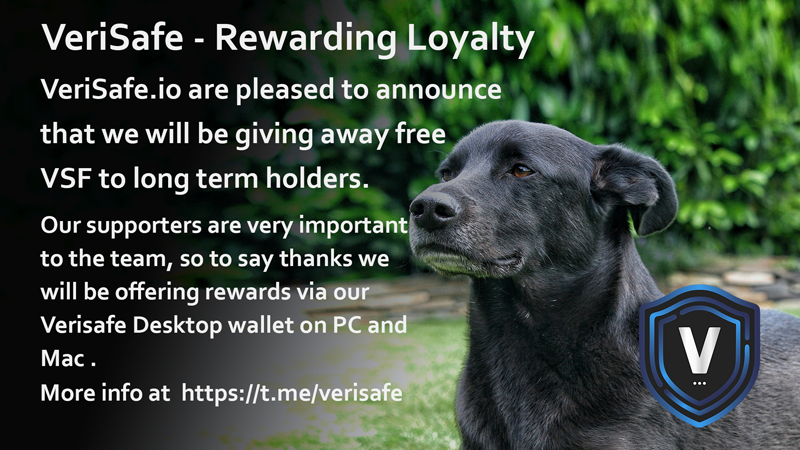 VeriSafe - Rewarding Loyalty
VeriSafe.io are pleased to announce
that we will be giving away free
VSF to long term holders.
Our supporters are very important
to the team, so to say thanks we
will be offering rewards via our
Verisafe Desktop wallet on PC and
Mac .
More info at  https://t.me/verisafe
V